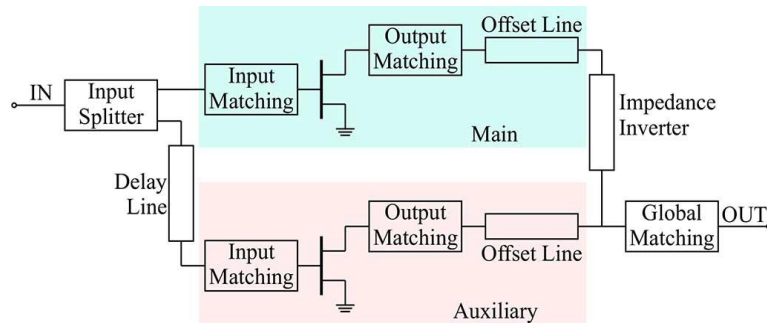 IN
Input
Splitter
Delay
Line
Input
Matching
Output
Matching
Offset Line
Main
Impedance
Inverter
Input
Matching
Output
Matching
Offset Line
Auxiliary
Global
Matching
OUT